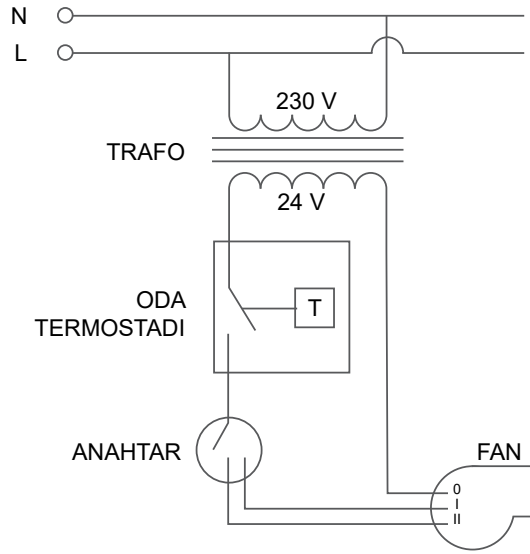 N
L
230 V
TRAFO
24 V
ODA
TERMOSTADI
T
ANAHTAR
FAN
0
I
II